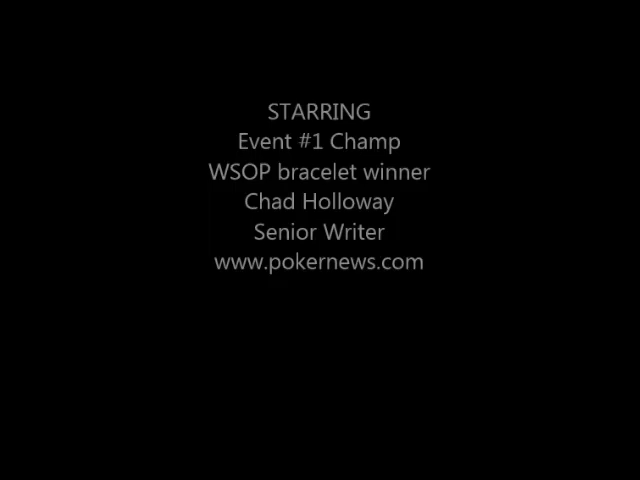 STARRING
Event #1 Champ
WSOP bracelet winner
Chad Holloway
Senior Writer
www.pokernews.com